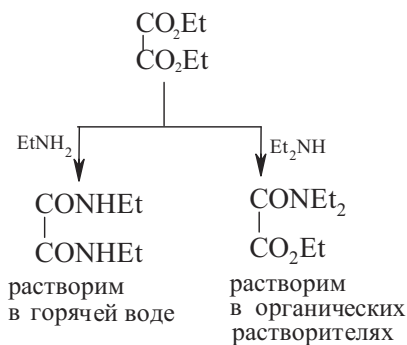 CO₂Et
CO₂Et
EtNH₂
Et₂NH
CONHEt
CONHEt
растворим
в горячей воде
CONEt₂
CO₂Et
растворим
в органических
растворителях